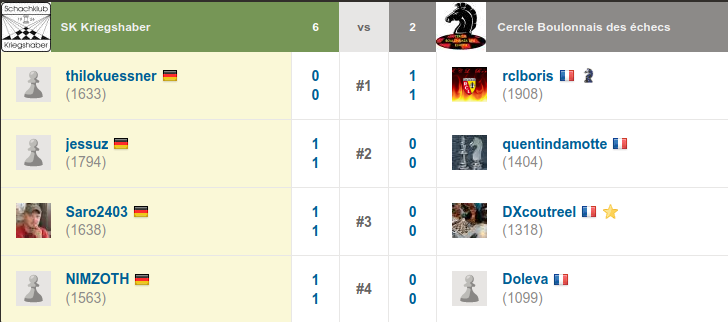 Schachklub
Kriegshaber
SK Kriegshaber 6 vs 2 Cercle Boulonnais des échecs
thilokuessner 0 1 rclboris
(1633) 0 #1 1 (1908)
jessuz 1 0 quentindamotte
(1794) 1 #2 0 (1404)
Saro2403 1 0 DXcoutreel
(1638) 1 #3 0 (1318)
NIMZOTH 1 0 Doleva
(1563) 1 #4 0 (1099)